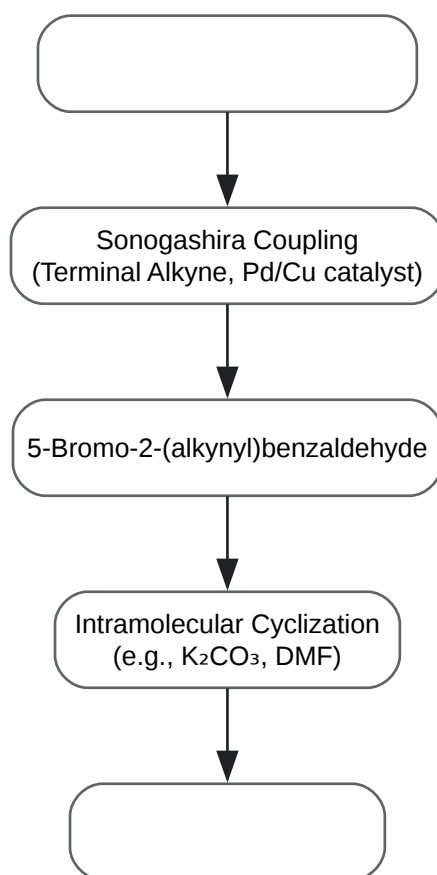 Sonogashira Coupling
(Terminal Alkyne, Pd/Cu catalyst)
5-Bromo-2-(alkynyl)benzaldehyde
Intramolecular Cyclization
(e.g., K₂CO₃, DMF)